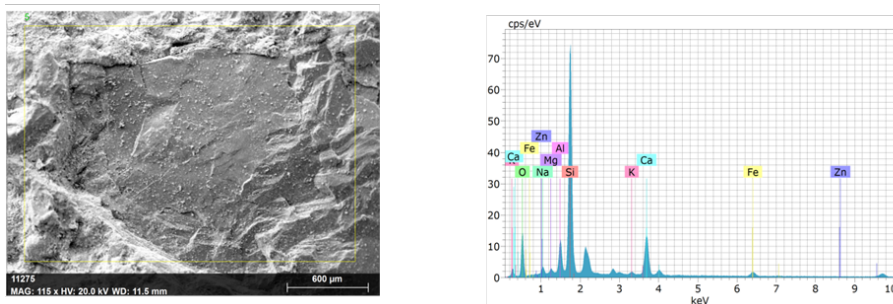 11275
MAG: 115 x HV: 20.0 kV WD: 11.5 mm
600 µm
cps/eV
70
60
50
40
30
20
10
0
Zn
Ca Fe Mg Al Ca
O Na Si K Fe Zn
1 2 3 4 5 6 7 8 9 10
keV